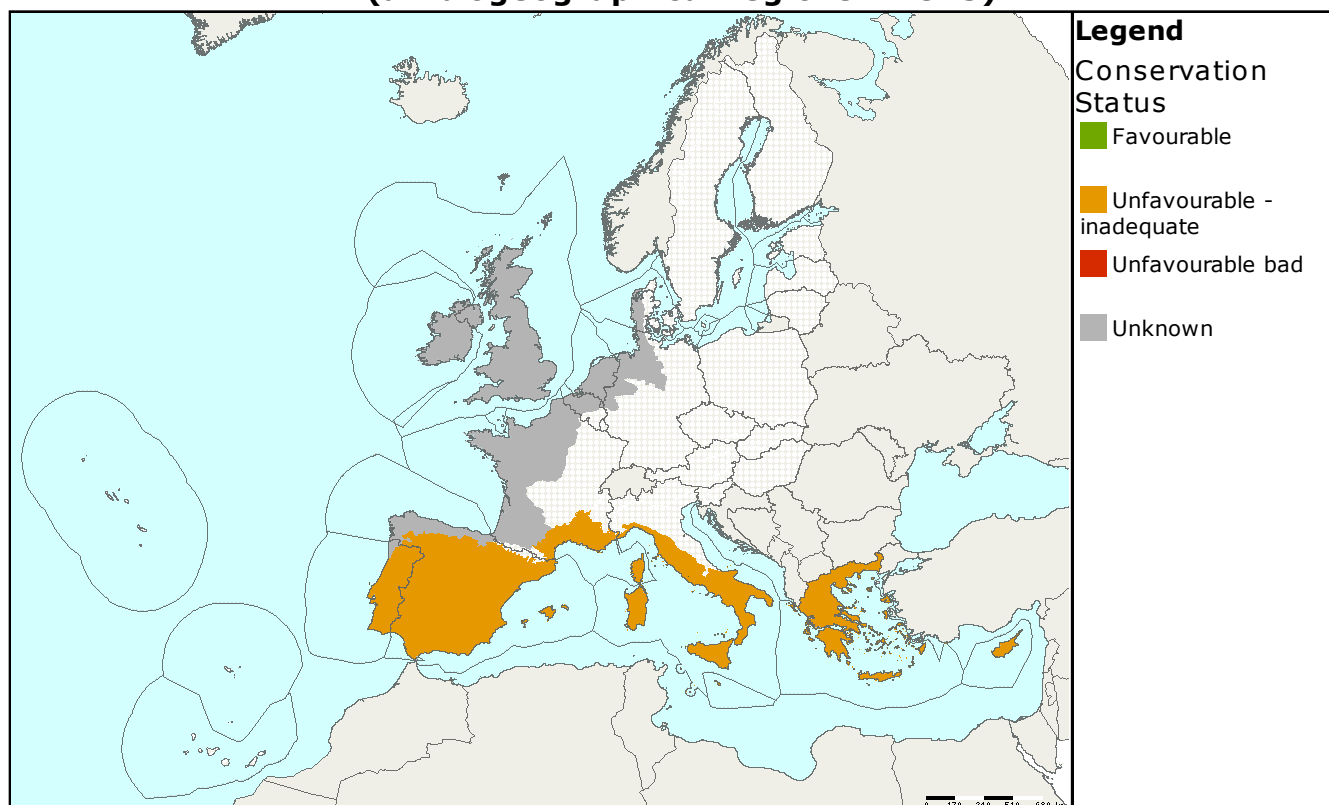 Legend
Conservation
Status
Favourable
Unfavourable -
inadequate
Unfavourable bad
Unknown